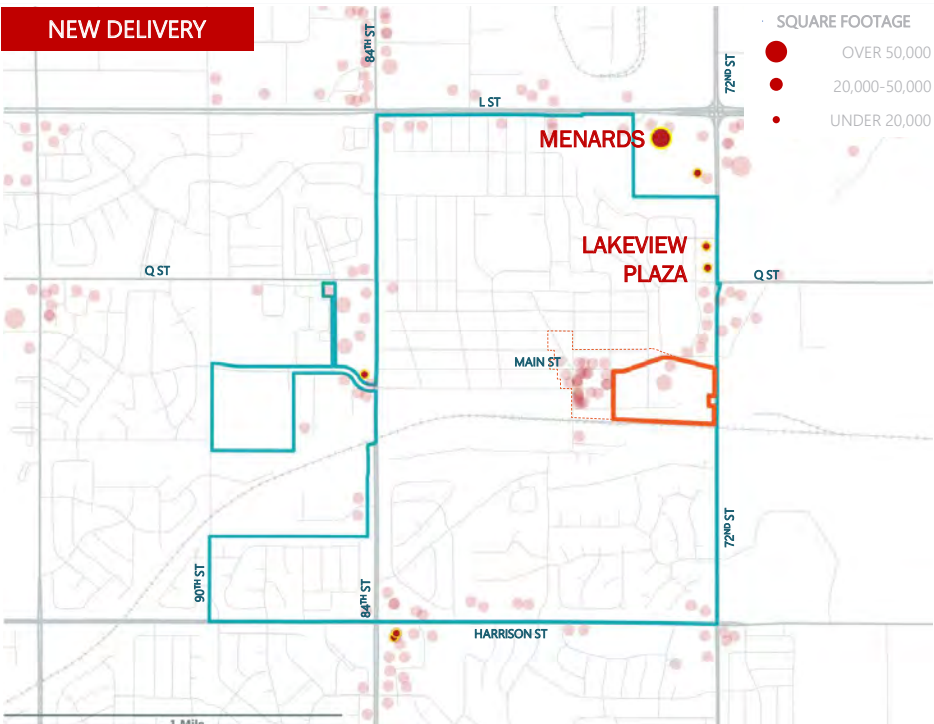 NEW DELIVERY
SQUARE FOOTAGE
OVER 50,000
20,000-50,000
UNDER 20,000
84TH ST
72ND ST
L ST
MENARDS
LAKEVIEW
PLAZA
Q ST
Q ST
MAIN ST
72ND ST
90TH ST
84TH ST
HARRISON ST
1 Mile